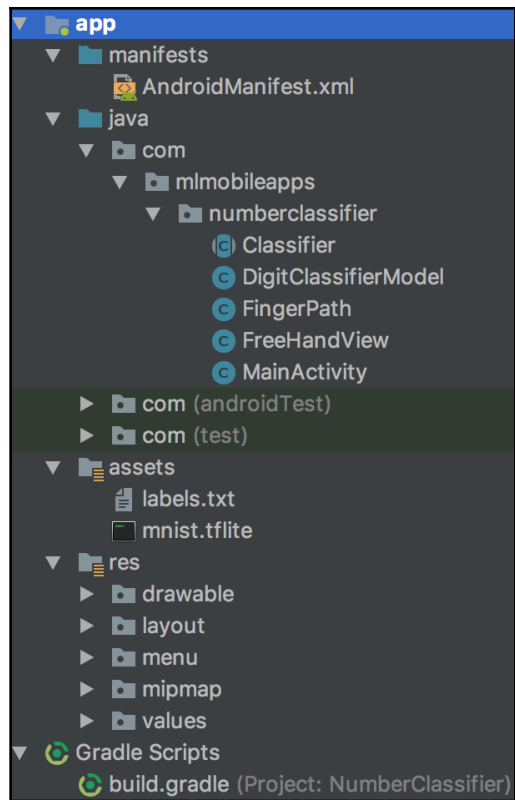 app
manifests
AndroidManifest.xml
java
com
mlmobileapps
numberclassifier
Classifier
DigitClassifierModel
FingerPath
FreeHandView
MainActivity
com (androidTest)
com (test)
assets
labels.txt
mnist.tflite
res
drawable
layout
menu
mipmap
values
Gradle Scripts
build.gradle (Project: NumberClassifier)